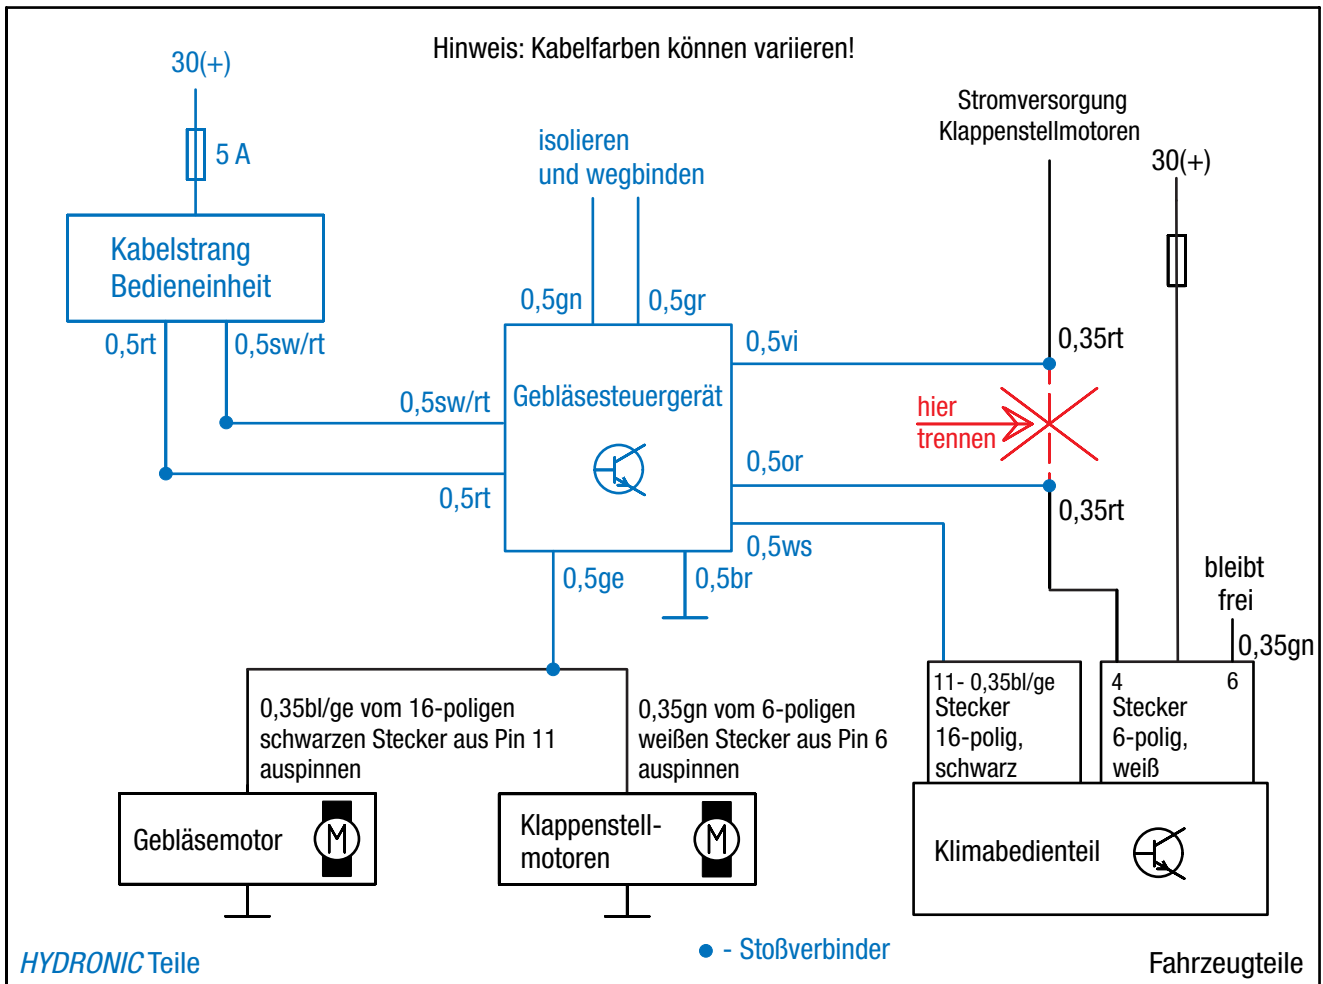 Hinweis: Kabelfarben können variieren!
30(+)
5 A
Kabelstrang
Bedieneinheit
0,5rt
0,5sw/rt
isolieren
und wegbinden
0,5gn
0,5gr
Stromversorgung
Klappenstellmotoren
30(+)
0,5vi
0,35rt
0,5sw/rt
Gebläsesteuergerät
hier
trennen
0,5or
0,5rt
0,35rt
0,5ws
0,5ge
0,5br
bleibt
frei
0,35gn
0,35bl/ge vom 16-poligen
schwarzen Stecker aus Pin 11
auspinnen
0,35gn vom 6-poligen
weißen Stecker aus Pin 6
auspinnen
11- 0,35bl/ge
Stecker
16-polig,
schwarz
4
6
Stecker
6-polig,
weiß
Gebläsemotor
M
Klappenstell-
motoren
M
Klimabedienteil
HYDRONIC Teile
- Stoßverbinder
Fahrzeugteile